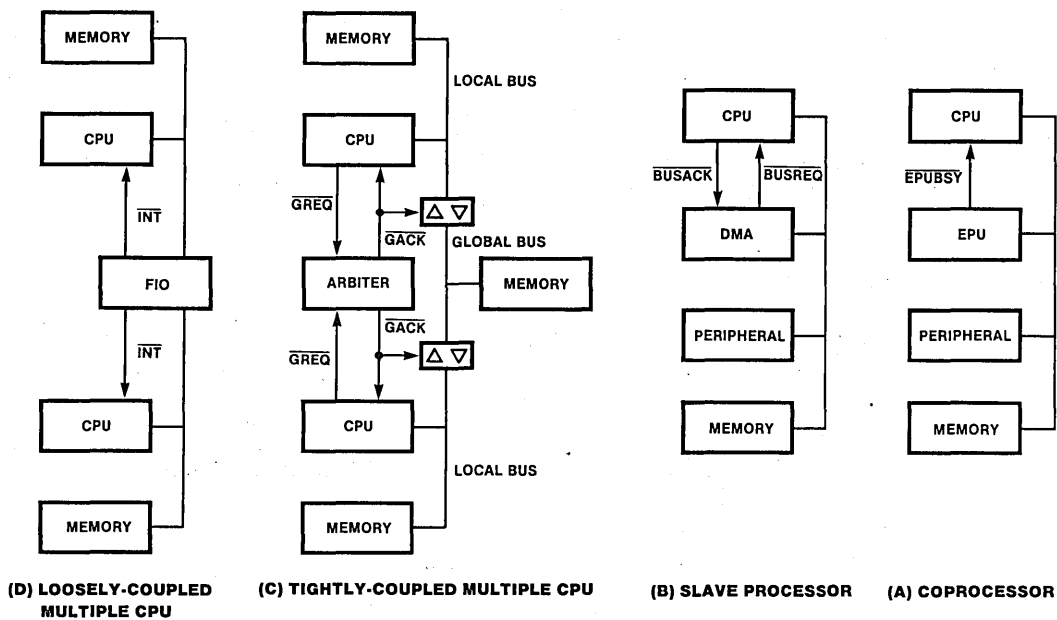 MEMORY
CPU
INT
FIO
INT
CPU
MEMORY
(D) LOOSELY-COUPLED
MULTIPLE CPU
MEMORY
LOCAL BUS
CPU
GREQ
GACK
GLOBAL BUS
ARBITER
MEMORY
GACK
GREQ
CPU
LOCAL BUS
MEMORY
(C) TIGHTLY-COUPLED MULTIPLE CPU
CPU
BUSACK
BUSREQ
DMA
PERIPHERAL
MEMORY
(B) SLAVE PROCESSOR
CPU
EPUBSY
EPU
PERIPHERAL
MEMORY
(A) COPROCESSOR